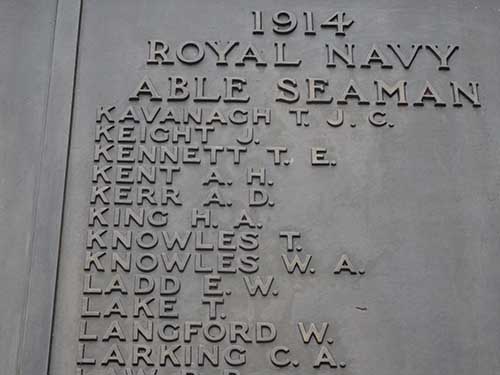 1914
ROYAL NAVY
ABLE SEAMAN
KAVANAGH T. J. C.
KEIGHT J.
KENNETT T. E.
KENT A. H.
KERR A. D.
KING H. A.
KNOWLES T.
KNOWLES W. A.
LADD E. W.
LAKE T.
LANGFORD W.
LARKING C. A.